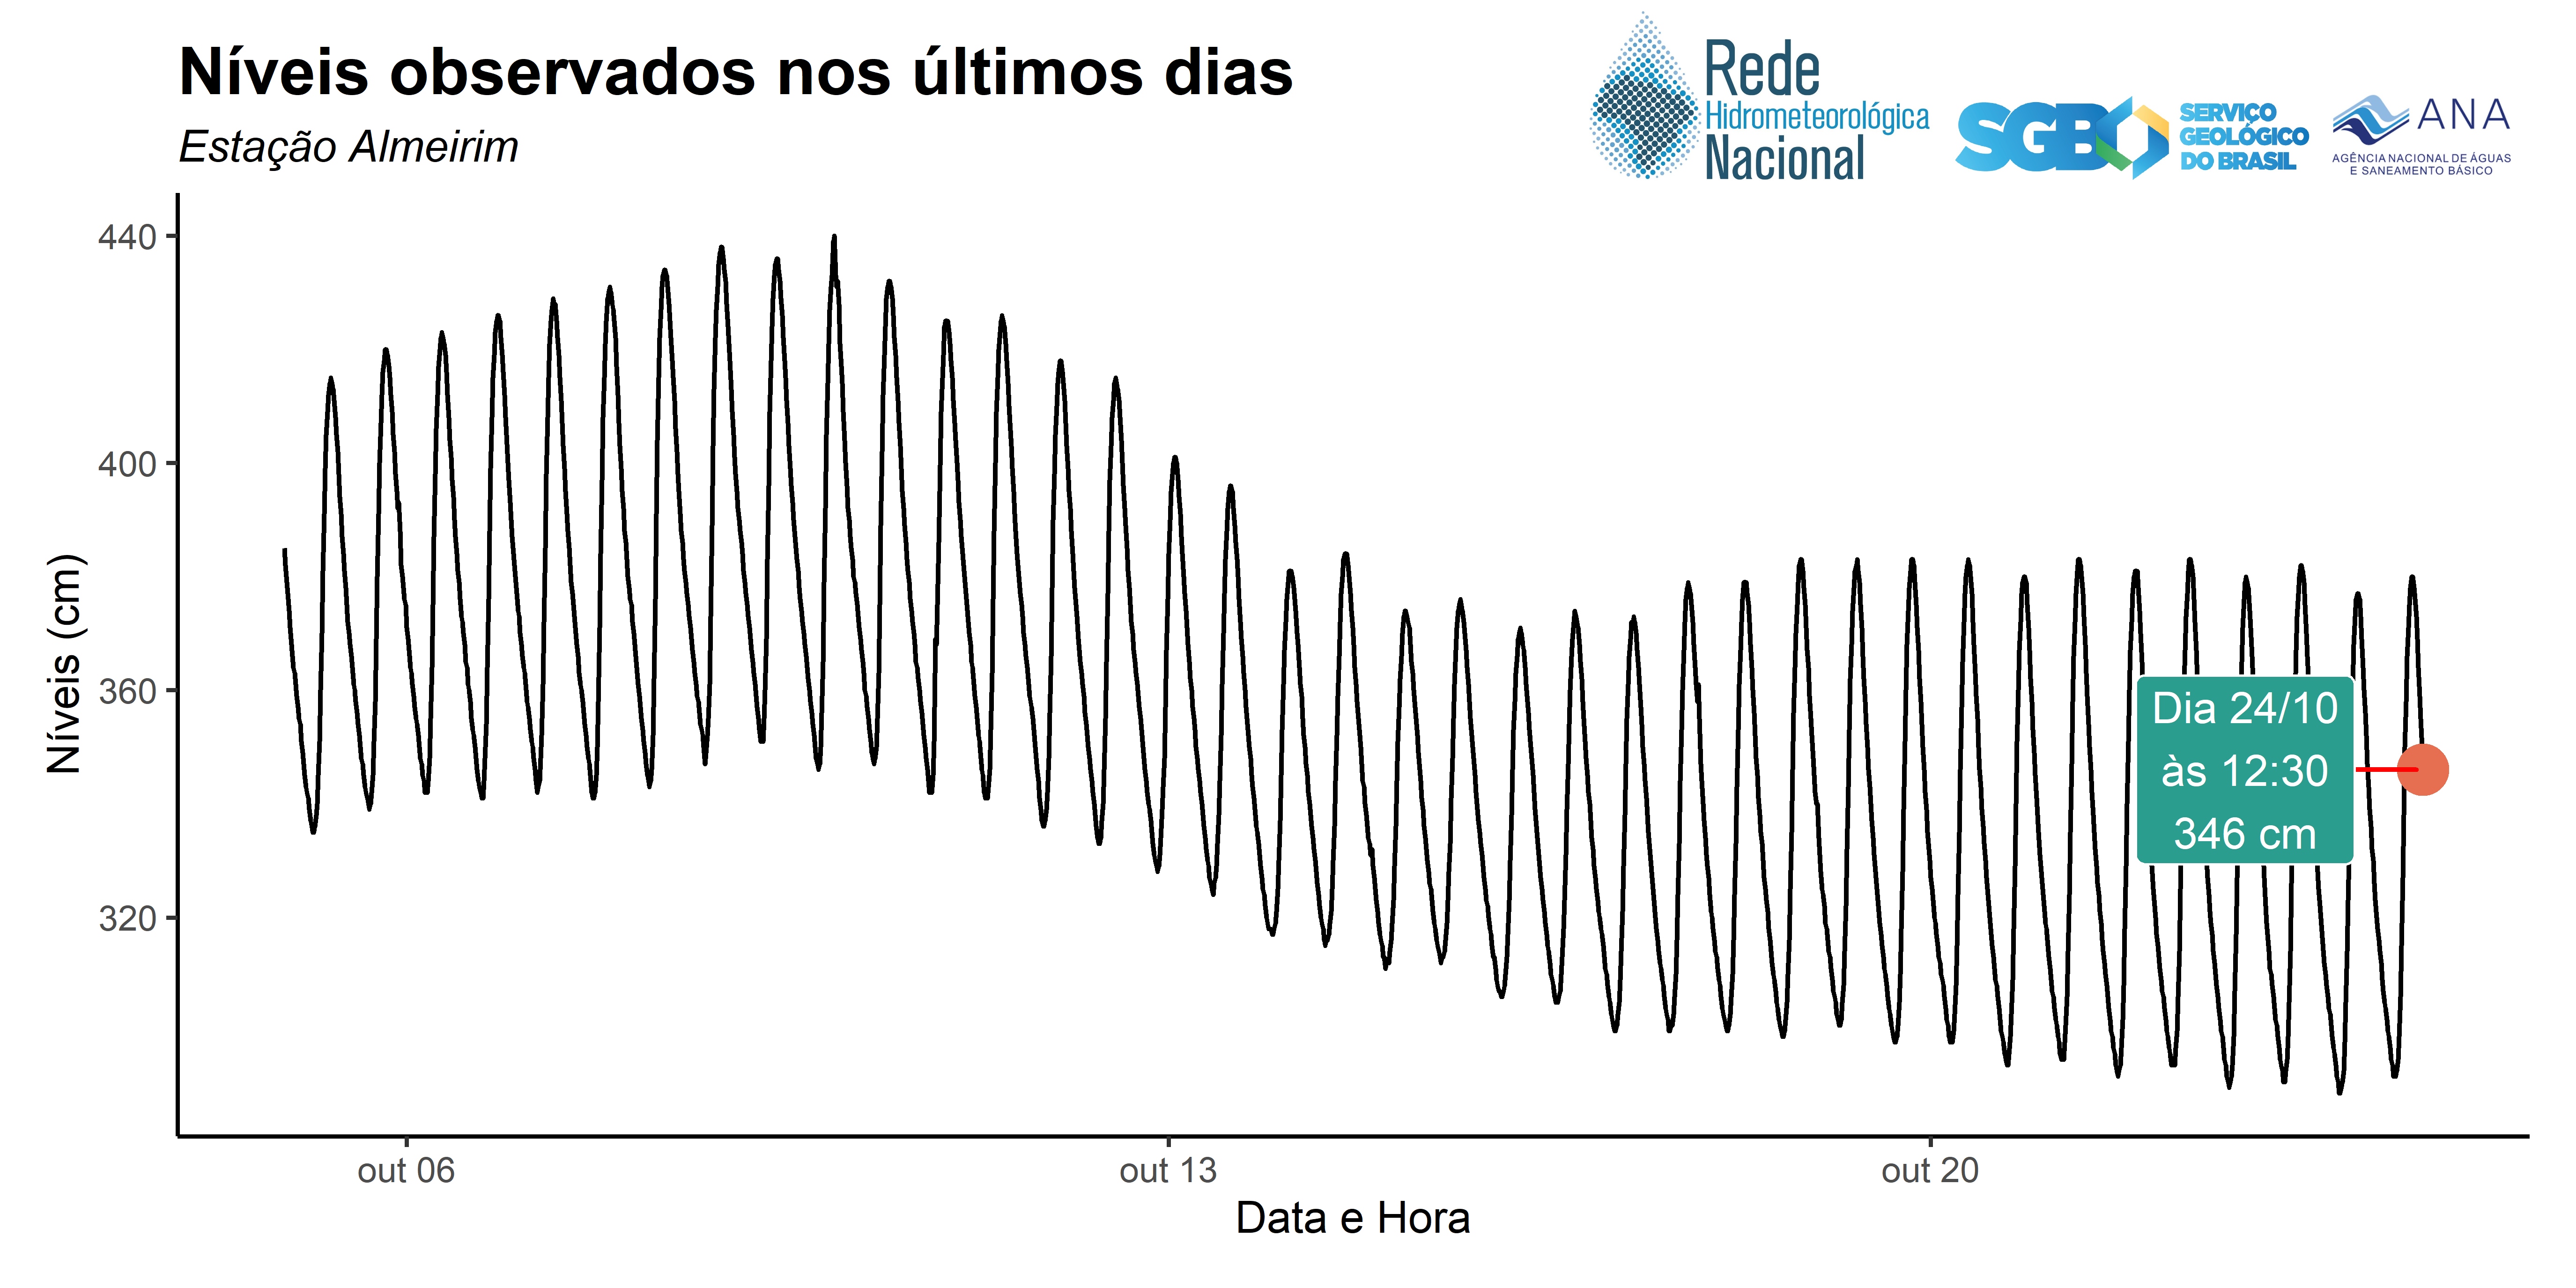 Níveis observados nos últimos dias
Estação Almeirim
Rede
Hidrometeorológica
Nacional
SGB
SERVIÇO
GEOLÓGICO
DO BRASIL
ANA
AGÊNCIA NACIONAL DE ÁGUAS
E SANEAMENTO BÁSICO
Níveis (cm)
440
400
360
320
Dia 24/10
às 12:30
346 cm
out 06
out 13
out 20
Data e Hora